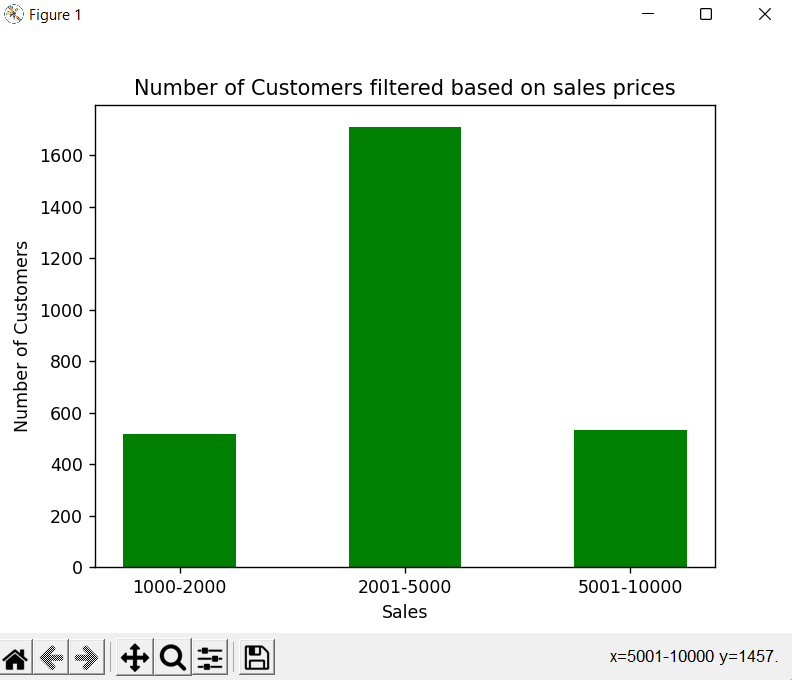 Figure 1
Number of Customers filtered based on sales prices
Number of Customers
1600
1400
1200
1000
800
600
400
200
0
1000-2000 2001-5000 5001-10000
Sales
x=5001-10000 y=1457.